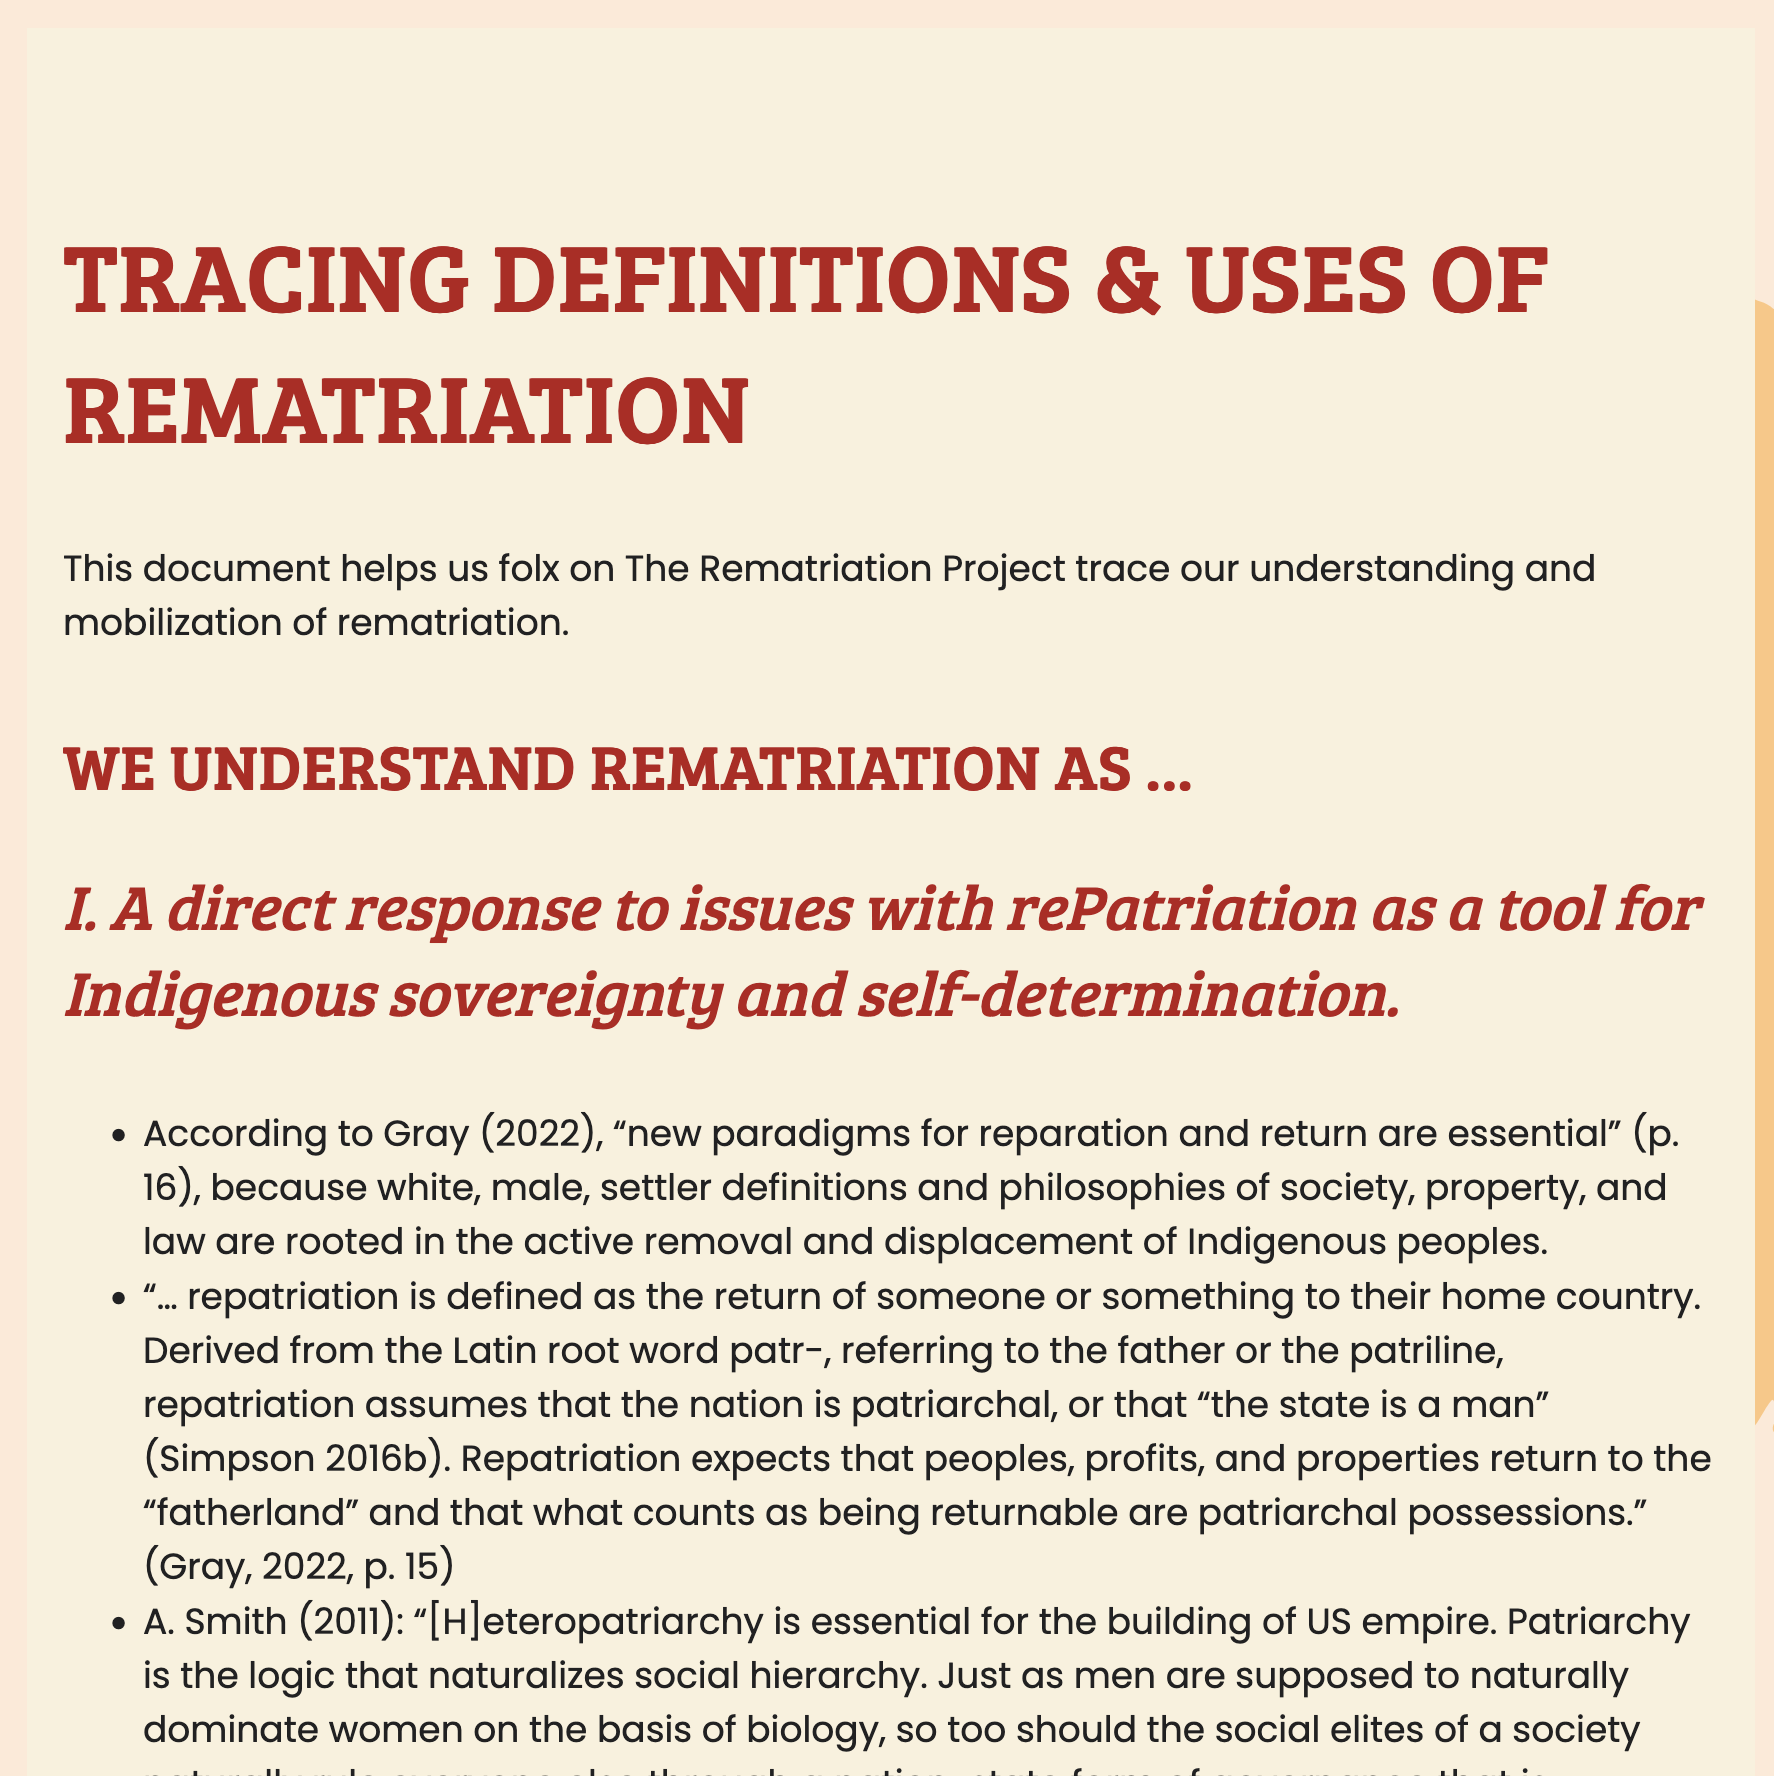 TRACING DEFINITIONS & USES OF
REMATRIATION
This document helps us folx on The Rematriation Project trace our understanding and
mobilization of rematriation.
WE UNDERSTAND REMATRIATION AS ...
I. A direct response to issues with rePatriation as a tool for
Indigenous sovereignty and self-determination.
• According to Gray (2022), “new paradigms for reparation and return are essential” (p.
16), because white, male, settler definitions and philosophies of society, property, and
law are rooted in the active removal and displacement of Indigenous peoples.
• “... repatriation is defined as the return of someone or something to their home country.
Derived from the Latin root word patr-, referring to the father or the patriline,
repatriation assumes that the nation is patriarchal, or that “the state is a man”
(Simpson 2016b). Repatriation expects that peoples, profits, and properties return to the
“fatherland” and that what counts as being returnable are patriarchal possessions.”
(Gray, 2022, p. 15)
• A. Smith (2011): “[H]eteropatriarchy is essential for the building of US empire. Patriarchy
is the logic that naturalizes social hierarchy. Just as men are supposed to naturally
dominate women on the basis of biology, so too should the social elites of a society